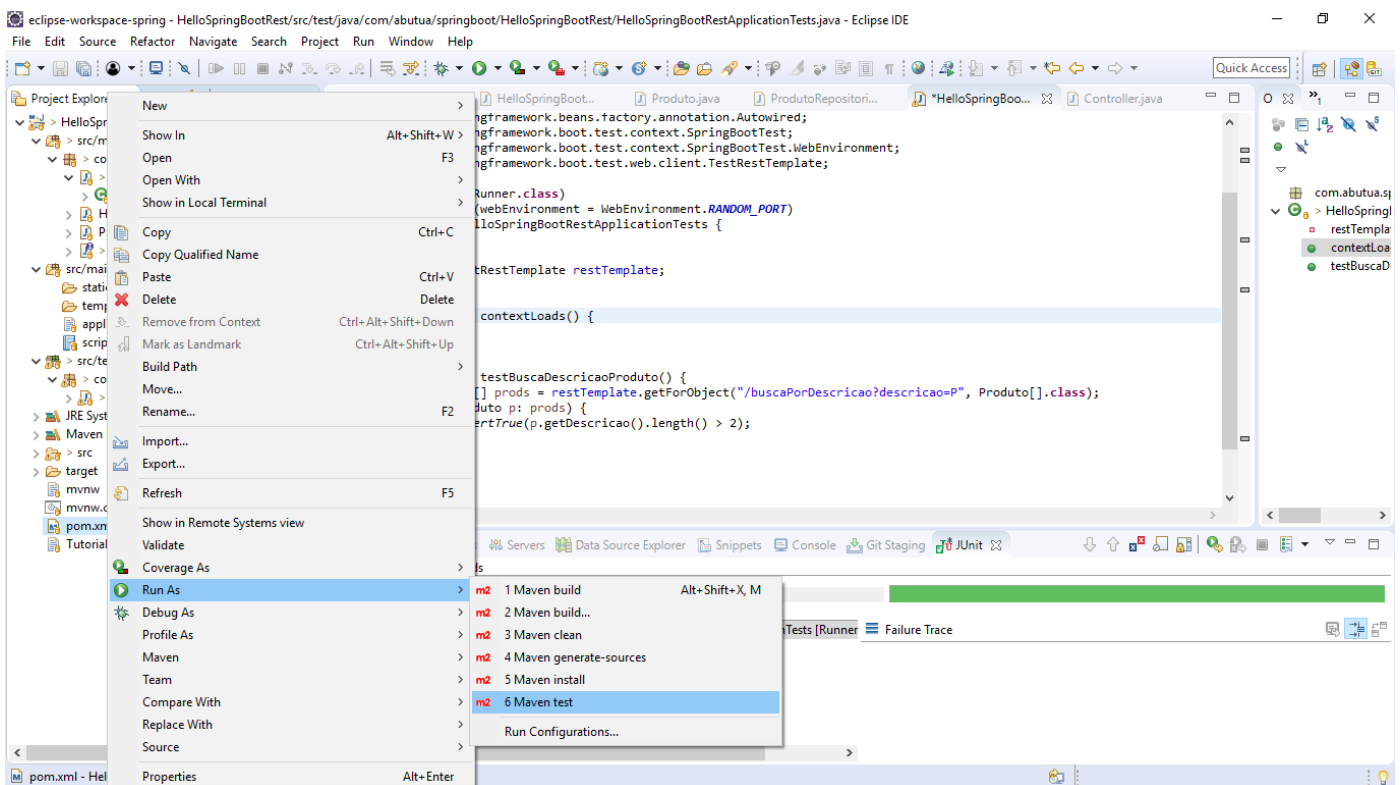 eclipse-workspace-spring - HelloSpringBootRest/src/test/java/com/abutua/springboot/HelloSpringBootRest/HelloSpringBootRestApplicationTests.java - Eclipse IDE
File Edit Source Refactor Navigate Search Project Run Window Help
Quick Access
Project Explore
HelloSpringBoot... Produto.java ProdutoRepositori... *HelloSpringBoo... Controller.java
> HelloSpr
> src/m
> co
>
> H
> P
>
src/mai
stati
temp
appl
scrip
> src/te
> co
>
JRE Syst
Maven
> src
target
mvnw
mvnw.c
pom.xm
Tutorial
New >
Show In Alt+Shift+W >
Open F3
Open With >
Show in Local Terminal >
Copy Ctrl+C
Copy Qualified Name
Paste Ctrl+V
Delete Delete
Remove from Context Ctrl+Alt+Shift+Down
Mark as Landmark Ctrl+Alt+Shift+Up
Build Path >
Move...
Rename... F2
Import...
Export...
Refresh F5
Show in Remote Systems view
Validate
Coverage As >
Run As >
Debug As >
Profile As >
Maven >
Team >
Compare With >
Replace With >
Source >
Properties Alt+Enter
ngframework.beans.factory.annotation.Autowired;
ngframework.boot.test.context.SpringBootTest;
ngframework.boot.test.context.SpringBootTest.WebEnvironment;
ngframework.boot.test.web.client.TestRestTemplate;
Runner.class)
(webEnvironment = WebEnvironment.RANDOM_PORT)
lloSpringBootRestApplicationTests {
tRestTemplate restTemplate;
contextLoads() {
testBuscaDescricaoProduto() {
[] prods = restTemplate.getForObject("/buscaPorDescricao?descricao=P", Produto[].class);
duto p: prods) {
ertTrue(p.getDescricao().length() > 2);
com.abutua.sp
> HelloSpringl
restTempla
contextLoa
testBuscaD
Servers Data Source Explorer Snippets Console Git Staging JUnit
ds
1 Maven build Alt+Shift+X, M
2 Maven build...
3 Maven clean
4 Maven generate-sources
5 Maven install
6 Maven test
Run Configurations...
Tests [Runner Failure Trace
pom.xml - Hel